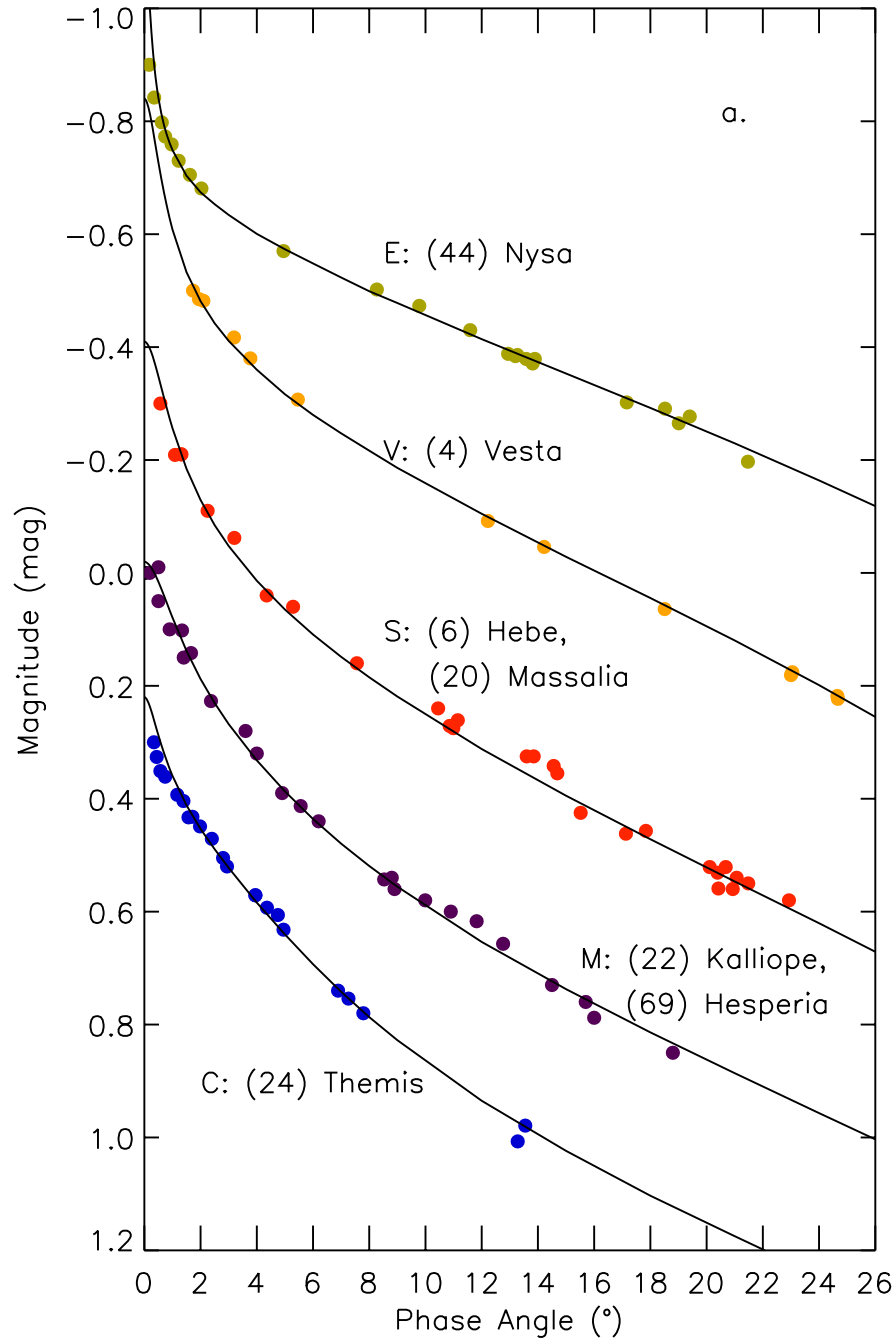 −1.0
a.
−0.8
E: (44) Nysa
−0.6
−0.4
V: (4) Vesta
−0.2
0.0
S: (6) Hebe,
(20) Massalia
0.2
0.4
0.6
M: (22) Kalliope,
(69) Hesperia
0.8
C: (24) Themis
1.0
1.2
Magnitude (mag)
0 2 4 6 8 10 12 14 16 18 20 22 24 26
Phase Angle (°)